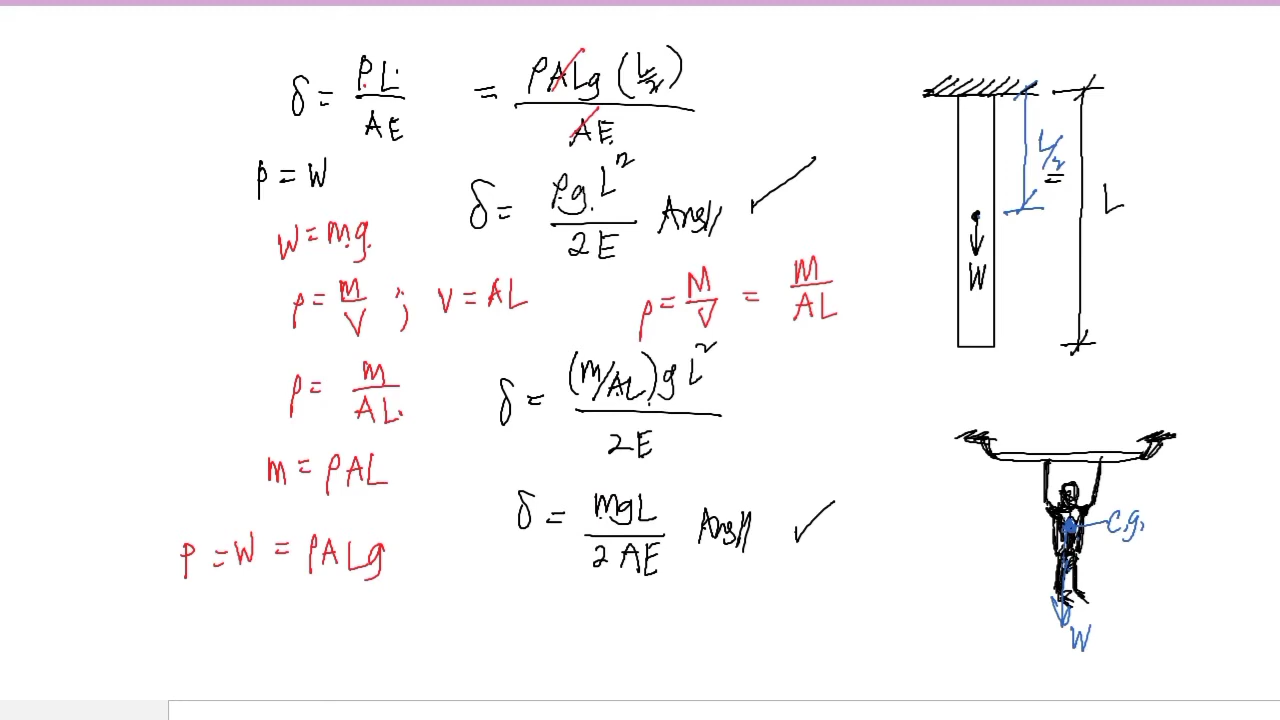 δ = PL/AE = ρALg (L/2)/AE
P = W
δ = ρgL²/2E Ans//
W = mg
ρ = m/V ; V = AL
ρ = M/V = M/AL
ρ = m/AL
δ = (m/AL)gL²/2E
m = ρAL
δ = mgL/2AE Ans//
P = W = ρALg
L/2
L
W
c.g.
W